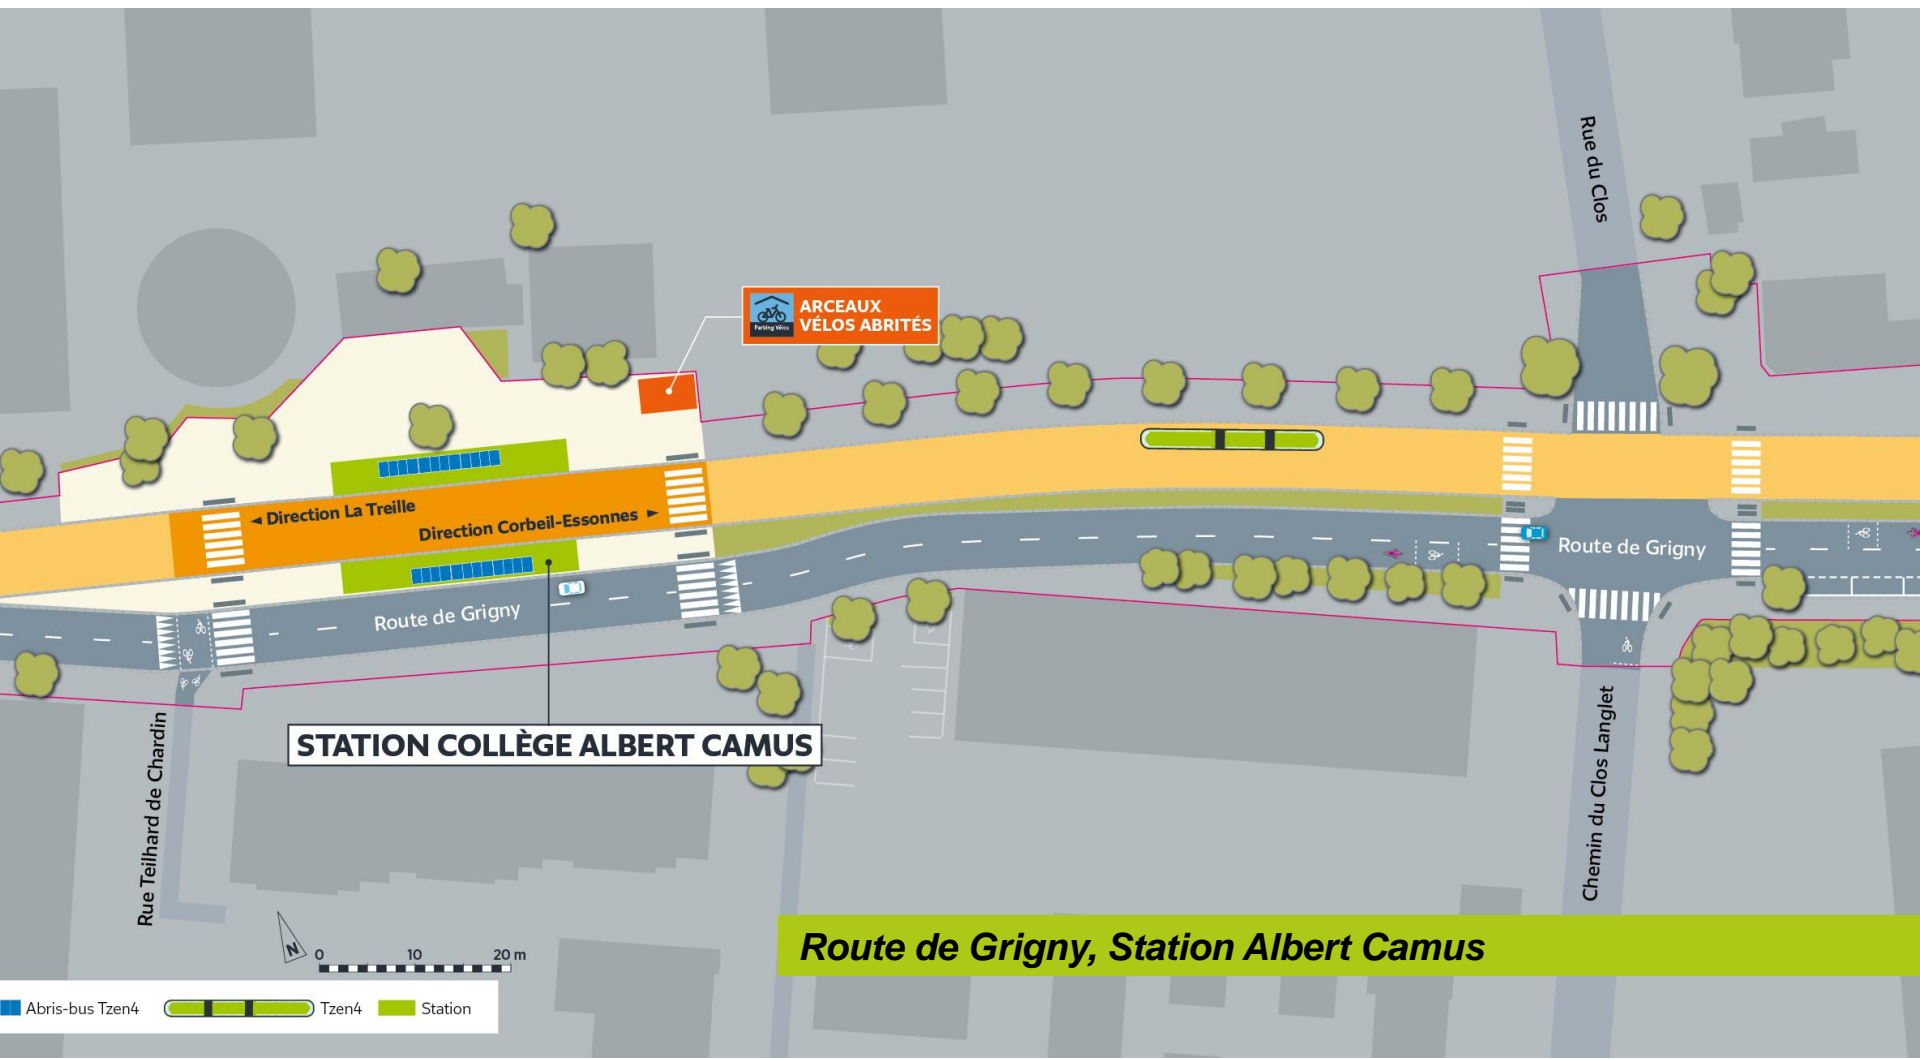 Rue du Clos
Parking Vélos
ARCEAUX
VÉLOS ABRITÉS
◄ Direction La Treille
Direction Corbeil-Essonnes ►
Route de Grigny
Route de Grigny
STATION COLLÈGE ALBERT CAMUS
Rue Teilhard de Chardin
Chemin du Clos Langlet
N
0 10 20 m
Route de Grigny, Station Albert Camus
Abris-bus Tzen4 Tzen4 Station